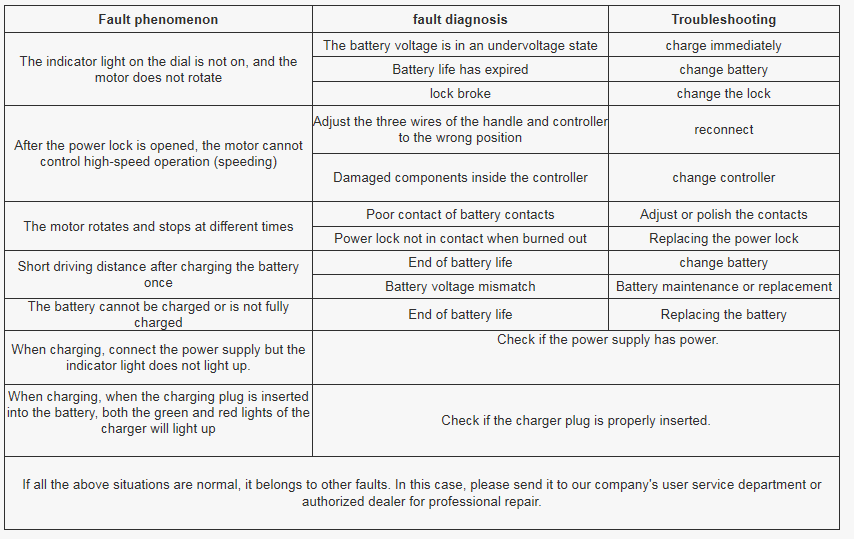 Fault phenomenon
fault diagnosis
Troubleshooting
The indicator light on the dial is not on, and the
motor does not rotate
The battery voltage is in an undervoltage state
charge immediately
Battery life has expired
change battery
lock broke
change the lock
After the power lock is opened, the motor cannot
control high-speed operation (speeding)
Adjust the three wires of the handle and controller
to the wrong position
reconnect
Damaged components inside the controller
change controller
The motor rotates and stops at different times
Poor contact of battery contacts
Adjust or polish the contacts
Power lock not in contact when burned out
Replacing the power lock
Short driving distance after charging the battery
once
End of battery life
change battery
Battery voltage mismatch
Battery maintenance or replacement
The battery cannot be charged or is not fully
charged
End of battery life
Replacing the battery
When charging, connect the power supply but the
indicator light does not light up.
Check if the power supply has power.
When charging, when the charging plug is inserted
into the battery, both the green and red lights of the
charger will light up
Check if the charger plug is properly inserted.
If all the above situations are normal, it belongs to other faults. In this case, please send it to our company's user service department or
authorized dealer for professional repair.